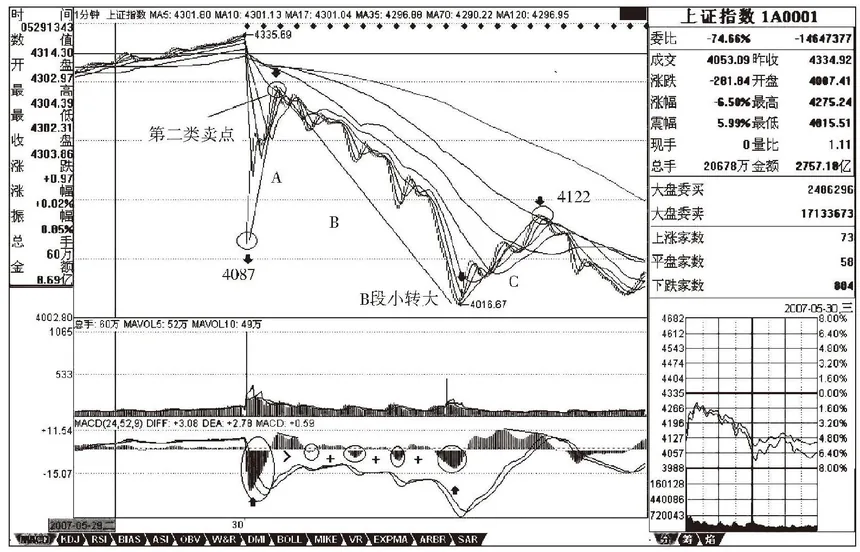 时 间
05291343
数 值
4314.30
开 盘
4302.97
最 高
4304.39
最 低
4302.31
收 盘
4303.86
涨 跌
+0.97
涨 幅
+0.02%
振 幅
0.05%
总 手
60万
金 额
8.69亿
1分钟 上证指数 MA5: 4301.80 MA10: 4301.13 MA17: 4301.04 MA35: 4296.88 MA70: 4290.22 MA120: 4296.95
4335.69
第二类卖点
A
B
4087
4122
C
B段小转大
4016.67
4002.80
总手: 60万 MAVOL5: 52万 MAVOL10: 49万
1065
533
MACD(24,52,9) DIFF: +3.08 DEA: +2.78 MACD: +0.59
+11.54
-15.07
> + + +
2007-05-29,二
30
MACD KDJ RSI BIAS ASI OBV W&R DMI BOLL MIKE VR EXPMA ARBR SAR
上证指数 1A0001
委比 -74.66% -14647377
成交 4053.09 昨收 4334.92
涨跌 -281.84 开盘 4087.41
涨幅 -6.50% 最高 4275.24
震幅 5.99% 最低 4015.51
现手 0 量比 1.11
总手 20678万 金额 2757.18亿
大盘委买 2486296
大盘委卖 17133673
上涨家数 73
平盘家数 58
下跌家数 804
2007-05-30,三
4682 8.00%
4612 6.40%
4543 4.80%
4474 3.20%
4404 1.60%
4335 0.00%
4266 1.60%
4196 3.20%
4127 4.80%
4057 6.40%
3988 8.00%
160128
440086
720043
分 筹 焰